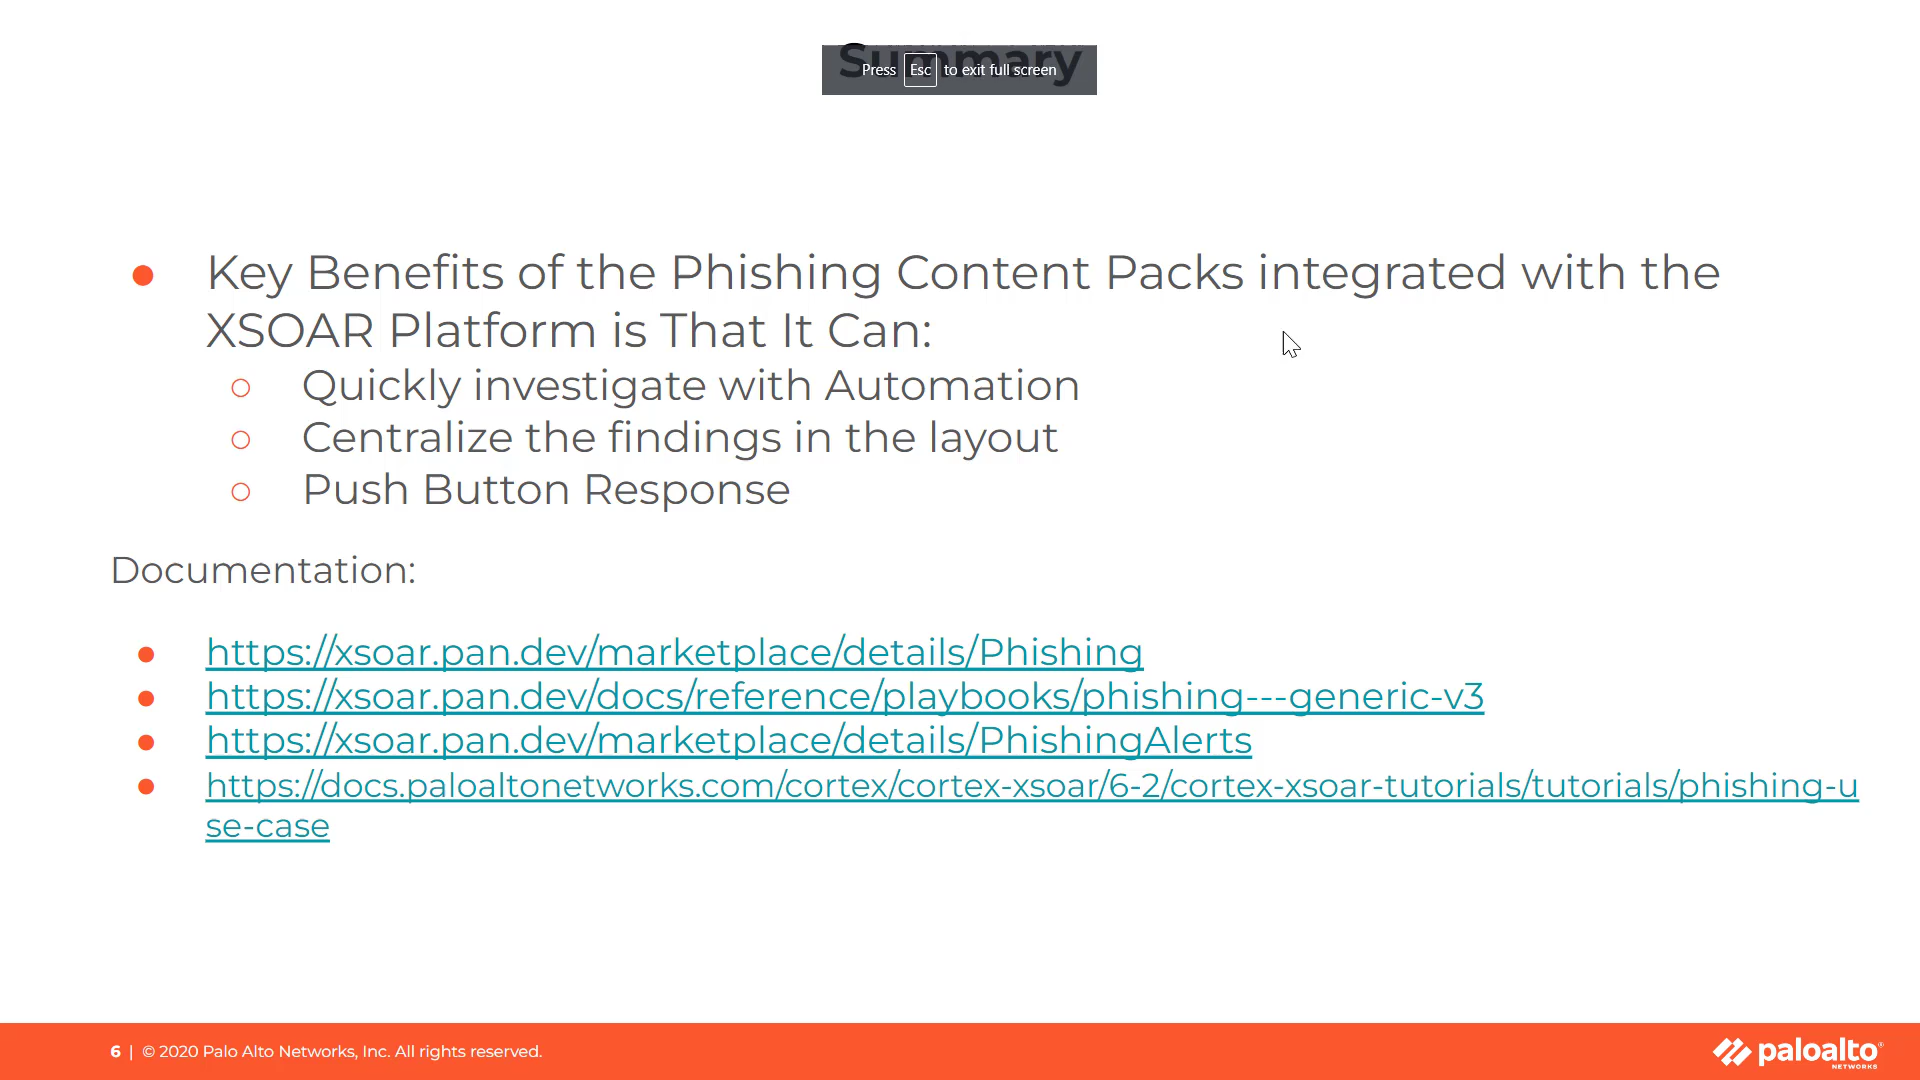 Summary
Press Esc to exit full screen
Key Benefits of the Phishing Content Packs integrated with the
XSOAR Platform is That It Can:
Quickly investigate with Automation
Centralize the findings in the layout
Push Button Response
Documentation:
https://xsoar.pan.dev/marketplace/details/Phishing
https://xsoar.pan.dev/docs/reference/playbooks/phishing---generic-v3
https://xsoar.pan.dev/marketplace/details/PhishingAlerts
https://docs.paloaltonetworks.com/cortex/cortex-xsoar/6-2/cortex-xsoar-tutorials/tutorials/phishing-u
se-case
6 | © 2020 Palo Alto Networks, Inc. All rights reserved.
paloalto®
NETWORKS